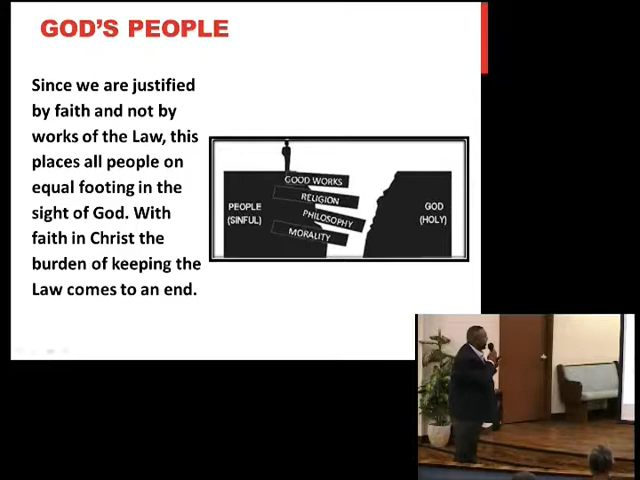 GOD'S PEOPLE
Since we are justified
by faith and not by
works of the Law, this
places all people on
equal footing in the
sight of God. With
faith in Christ the
burden of keeping the
Law comes to an end.
GOOD WORKS
RELIGION
PHILOSOPHY
MORALITY
PEOPLE
(SINFUL)
GOD
(HOLY)